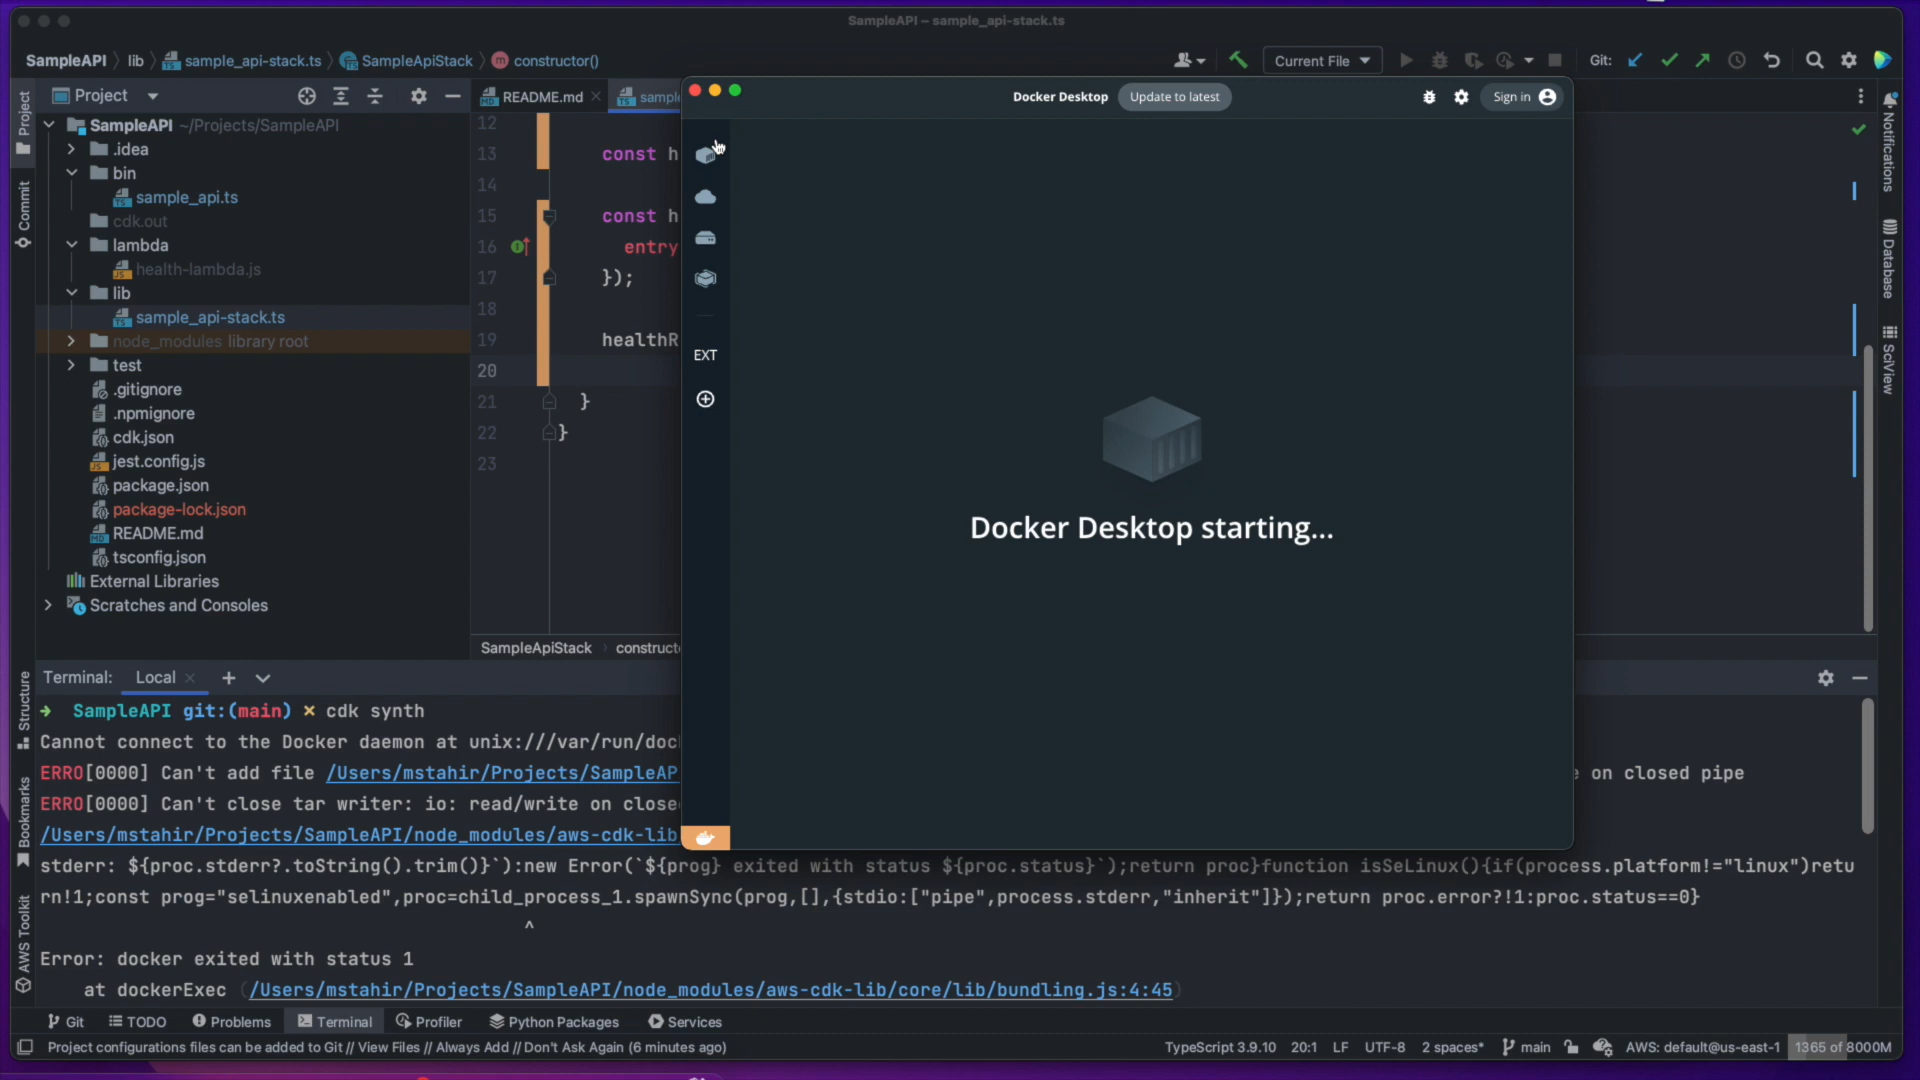 SampleAPI – sample_api-stack.ts
SampleAPI
lib
sample_api-stack.ts
SampleApiStack
constructor()
Current File
Git:
Project
README.md
Docker Desktop
Update to latest
Sign in
SampleAPI ~/Projects/SampleAPI
.idea
bin
sample_api.ts
cdk.out
lambda
health-lambda.js
lib
sample_api-stack.ts
node_modules library root
test
.gitignore
.npmignore
cdk.json
jest.config.js
package.json
package-lock.json
README.md
tsconfig.json
External Libraries
Scratches and Consoles
Project
Commit
Structure
Bookmarks
AWS Toolkit
12
13 const h
14
15 const h
16 entry
17 });
18
19 healthR
20
21 }
22 }
23
SampleApiStack
EXT
Docker Desktop starting...
Notifications
Database
SciView
Terminal: Local
SampleAPI git:(main) × cdk synth
Cannot connect to the Docker daemon at unix:///var/run/doc
ERRO[0000] Can't add file /Users/mstahir/Projects/SampleAP
e on closed pipe
ERRO[0000] Can't close tar writer: io: read/write on close
/Users/mstahir/Projects/SampleAPI/node_modules/aws-cdk-lib
stderr: ${proc.stderr?.toString().trim()}`):new Error(`${prog} exited with status ${proc.status}`);return proc}function isSeLinux(){if(process.platform!="linux")retu
rn!1;const prog="selinuxenabled",proc=child_process_1.spawnSync(prog,[],{stdio:["pipe",process.stderr,"inherit"]});return proc.error?!1:proc.status==0}
^
Error: docker exited with status 1
at dockerExec (/Users/mstahir/Projects/SampleAPI/node_modules/aws-cdk-lib/core/lib/bundling.js:4:45)
Git
TODO
Problems
Terminal
Profiler
Python Packages
Services
Project configurations files can be added to Git // View Files // Always Add // Don't Ask Again (6 minutes ago)
TypeScript 3.9.10 20:1 LF UTF-8 2 spaces* main AWS: default@us-east-1 1365 of 8000M